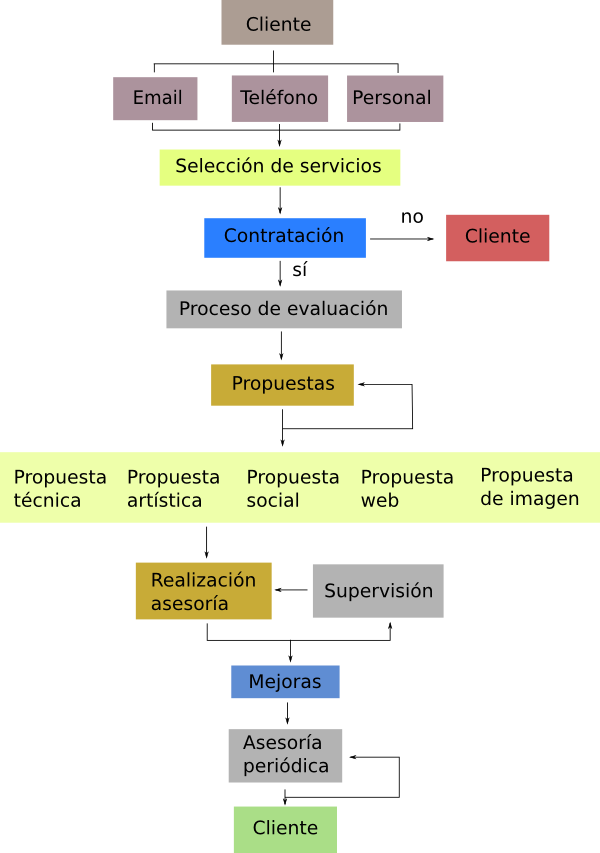 Cliente
Email
Teléfono
Personal
Selección de servicios
no
Contratación
Cliente
sí
Proceso de evaluación
Propuestas
Propuesta
técnica
Propuesta
artística
Propuesta
social
Propuesta
web
Propuesta
de imagen
Realización
asesoría
Supervisión
Mejoras
Asesoría
periódica
Cliente